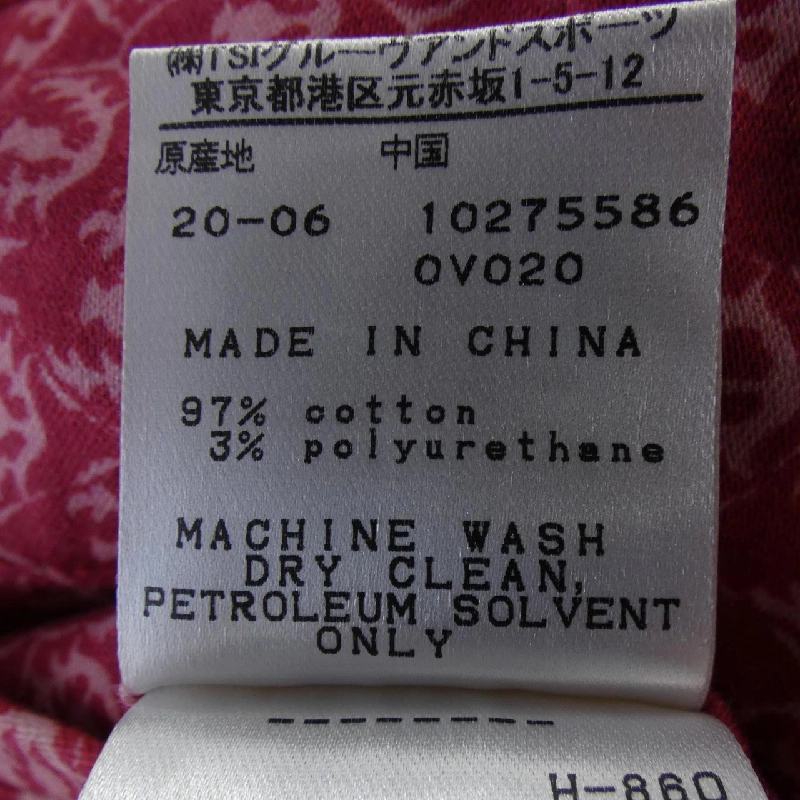 ㈱TSIグルーヴアンドスポーツ
東京都港区元赤坂1-5-12
原産地 中国
20-06 10275586
0V020
MADE IN CHINA
97% cotton
3% polyurethane
MACHINE WASH
DRY CLEAN,
PETROLEUM SOLVENT
ONLY
--------
H-860